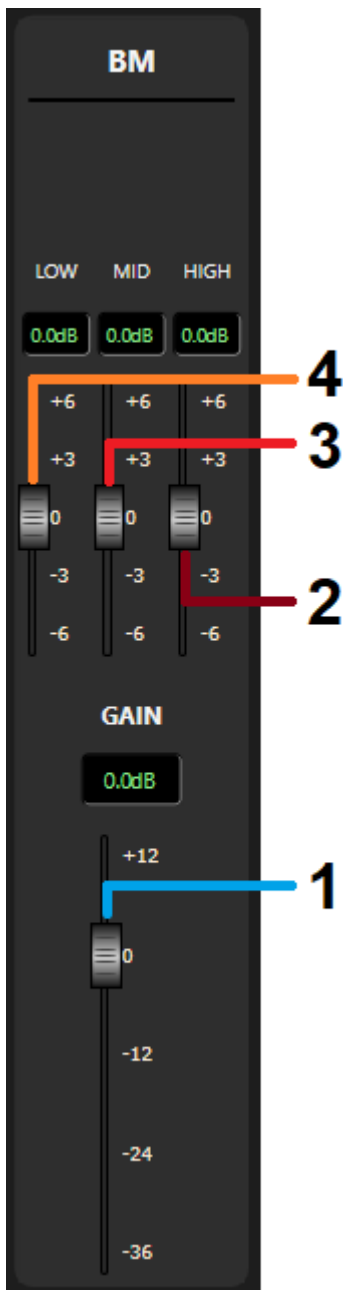 BM
LOW MID HIGH
0.0dB 0.0dB 0.0dB
4
+6 +6 +6
3
+3 +3 +3
0 0 0
-3 -3 -3
2
-6 -6 -6
GAIN
0.0dB
+12
1
0
-12
-24
-36